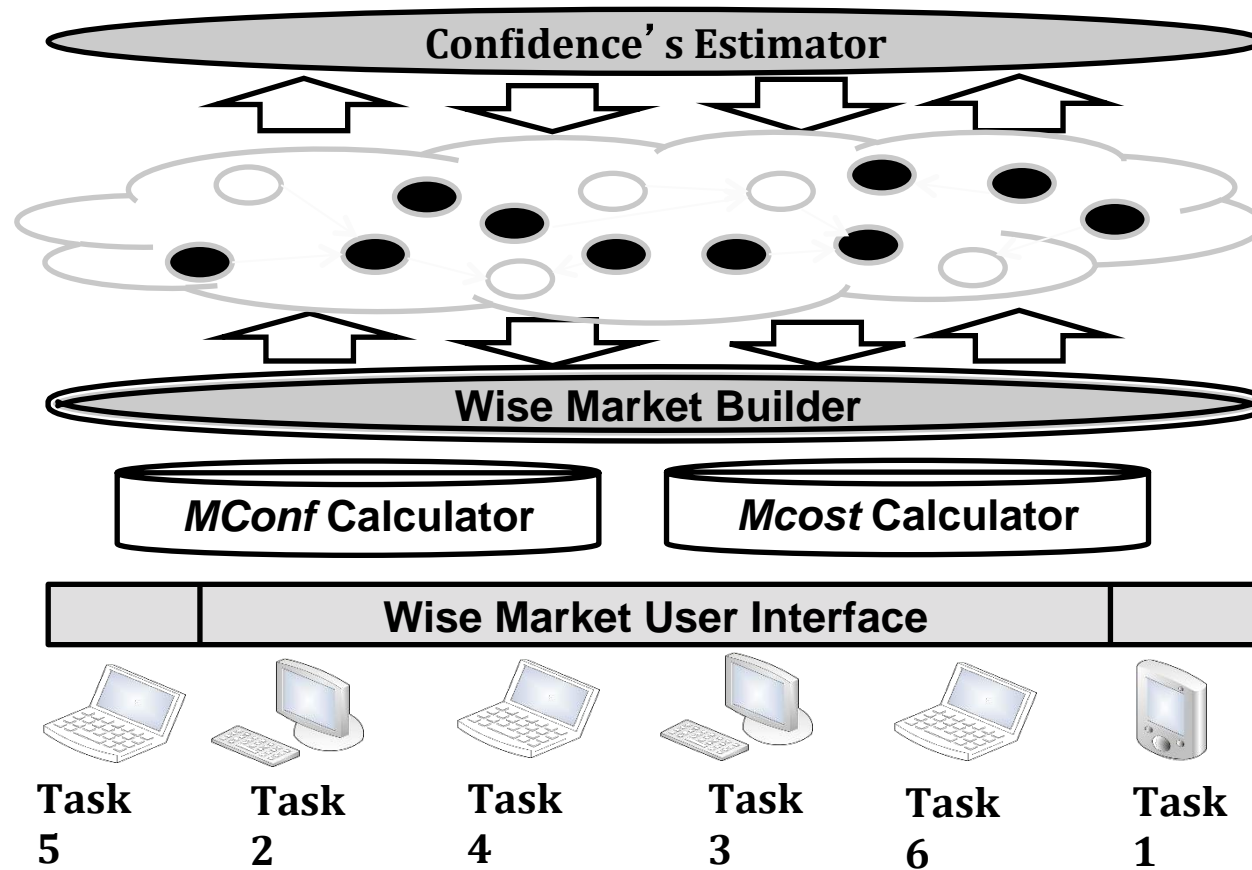 Confidence’s Estimator
Wise Market Builder
MConf Calculator
Mcost Calculator
Wise Market User Interface
Task 5
Task 2
Task 4
Task 3
Task 6
Task 1